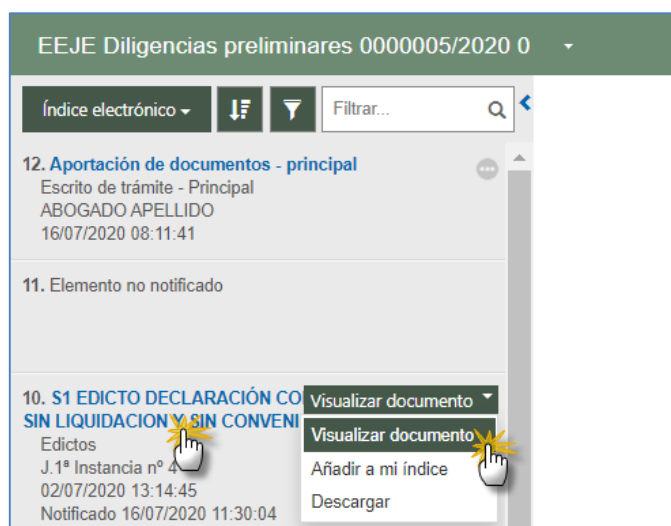 EEJE Diligencias preliminares 0000005/2020 0
Índice electrónico
Filtrar...
12. Aportación de documentos - principal
Escrito de trámite - Principal
ABOGADO APELLIDO
16/07/2020 08:11:41
11. Elemento no notificado
10. S1 EDICTO DECLARACIÓN CO
SIN LIQUIDACION Y SIN CONVENI
Edictos
J.1ª Instancia nº 4
02/07/2020 13:14:45
Notificado 16/07/2020 11:30:04
Visualizar documento
Visualizar documento
Añadir a mi índice
Descargar